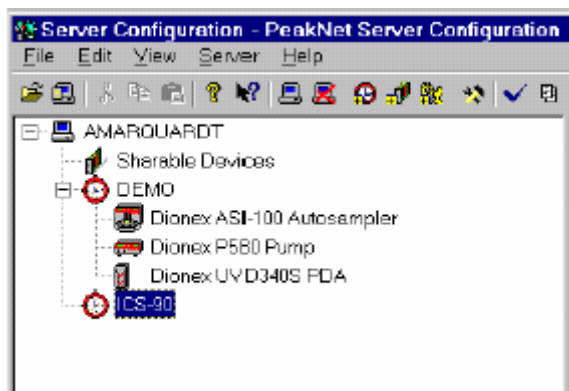 Server Configuration - PeakNet Server Configuration
File Edit View Server Help
AMARQUARDT
Sharable Devices
DEMO
Dionex ASI-100 Autosampler
Dionex P580 Pump
Dionex UVD340S PDA
ICS-90